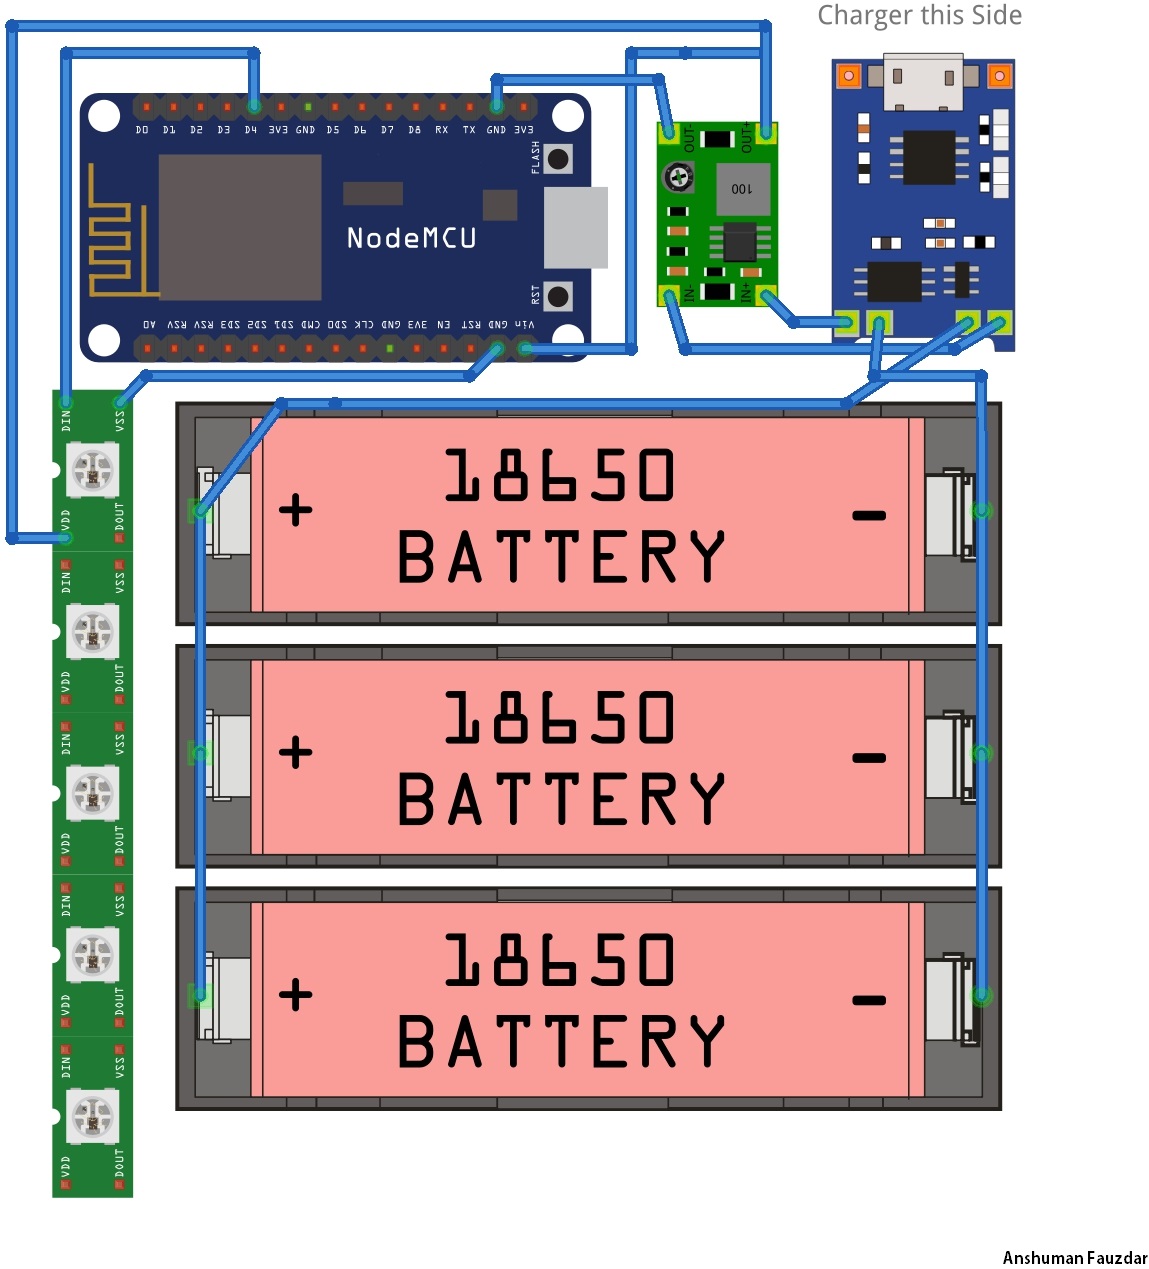 Charger this Side
D0 D1 D2 D3 D4 3V3 GND D5 D6 D7 D8 RX TX GND 3V3
FLASH
NodeMCU
RST
A0 RSV RSV SD3 SD2 SD1 CMD SD0 CLK GND 3V3 EN RST GND Vin
OUT- OUT+
100
IN- IN+
DIN VSS
VDD DOUT
DIN VSS
VDD DOUT
DIN VSS
VDD DOUT
DIN VSS
VDD DOUT
DIN VSS
VDD DOUT
+ 18650 -
BATTERY
+ 18650 -
BATTERY
+ 18650 -
BATTERY
Anshuman Fauzdar